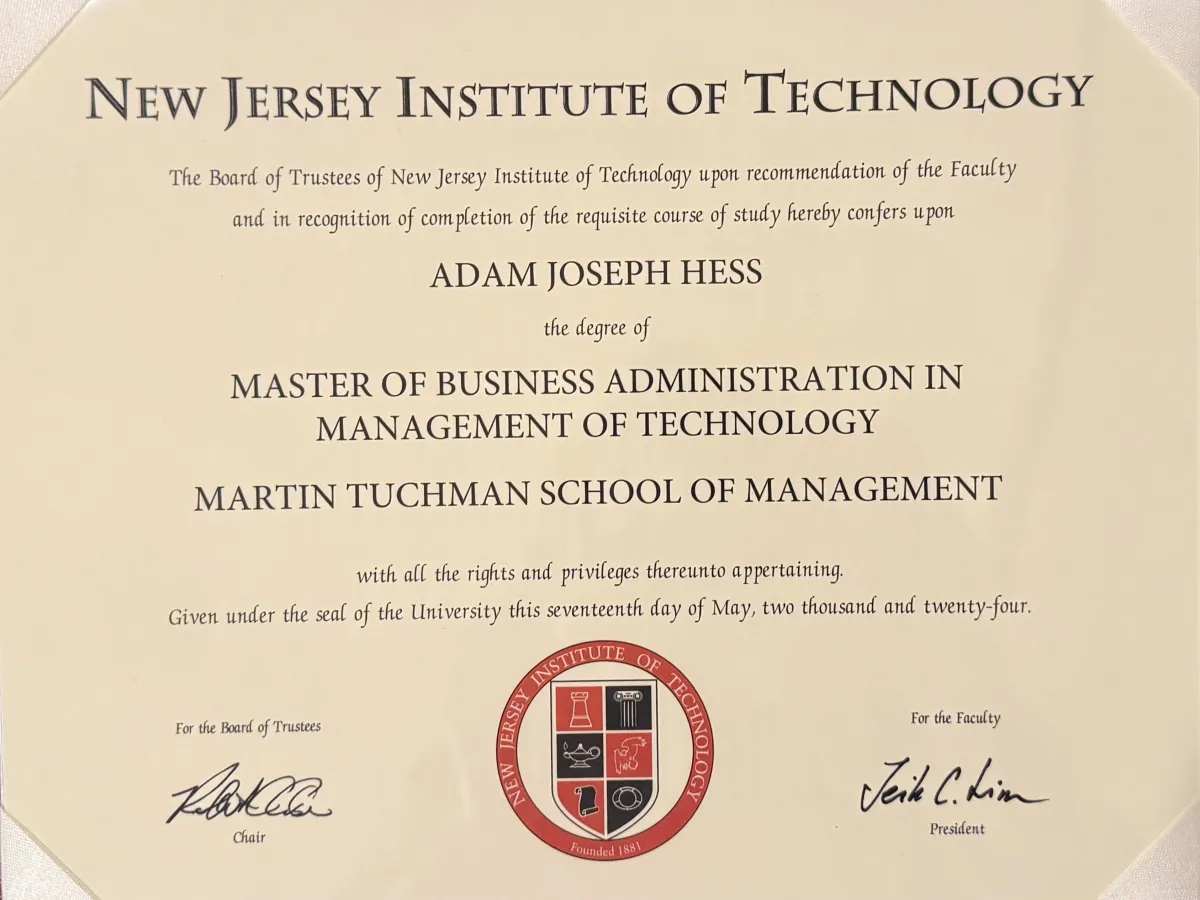 NEW JERSEY INSTITUTE OF TECHNOLOGY
The Board of Trustees of New Jersey Institute of Technology upon recommendation of the Faculty
and in recognition of completion of the requisite course of study hereby confers upon
ADAM JOSEPH HESS
the degree of
MASTER OF BUSINESS ADMINISTRATION IN
MANAGEMENT OF TECHNOLOGY
MARTIN TUCHMAN SCHOOL OF MANAGEMENT
with all the rights and privileges thereunto appertaining.
Given under the seal of the University this seventeenth day of May, two thousand and twenty-four.
NEW JERSEY INSTITUTE OF TECHNOLOGY
Founded 1881
For the Board of Trustees
Chair
For the Faculty
Teik C. Lim
President